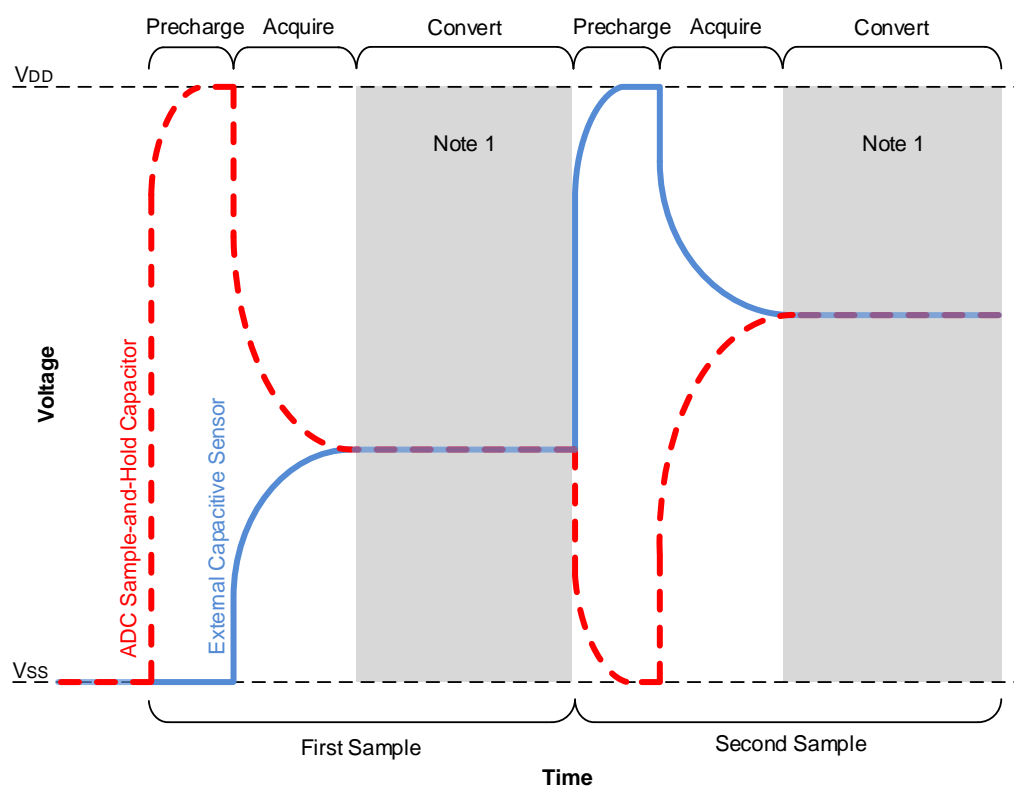 Precharge Acquire Convert Precharge Acquire Convert
VDD
Note 1 Note 1
Voltage
ADC Sample-and-Hold Capacitor
External Capacitive Sensor
VSS
First Sample Second Sample
Time